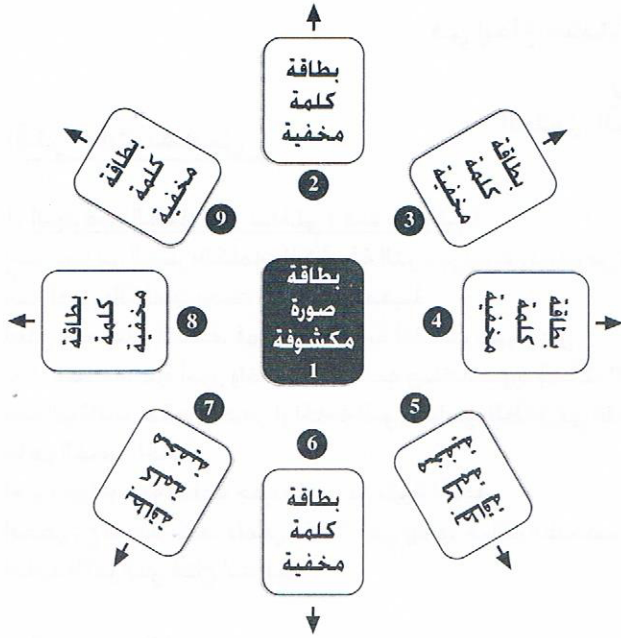 بطاقة
صورة
مكشوفة
1
بطاقة
كلمة
مخفية
2
بطاقة
كلمة
مخفية
3
بطاقة
كلمة
مخفية
4
بطاقة
كلمة
مخفية
5
بطاقة
كلمة
مخفية
6
بطاقة
كلمة
مخفية
7
بطاقة
كلمة
مخفية
8
بطاقة
كلمة
مخفية
9